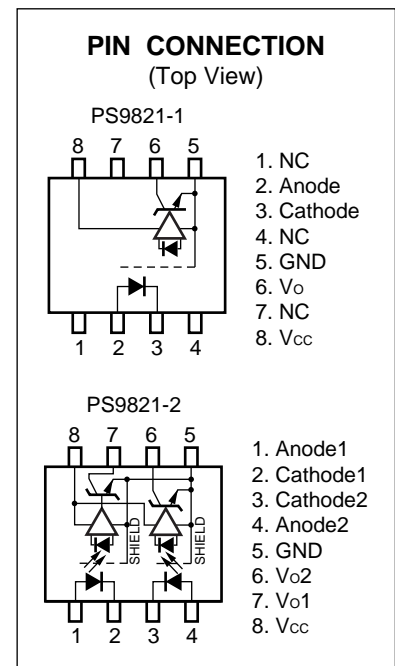 PIN CONNECTION
(Top View)
PS9821-1
8 7 6 5
1. NC
2. Anode
3. Cathode
4. NC
5. GND
6. VO
7. NC
8. VCC
1 2 3 4
PS9821-2
8 7 6 5
SHIELD SHIELD
1. Anode1
2. Cathode1
3. Cathode2
4. Anode2
5. GND
6. VO2
7. VO1
8. VCC
1 2 3 4